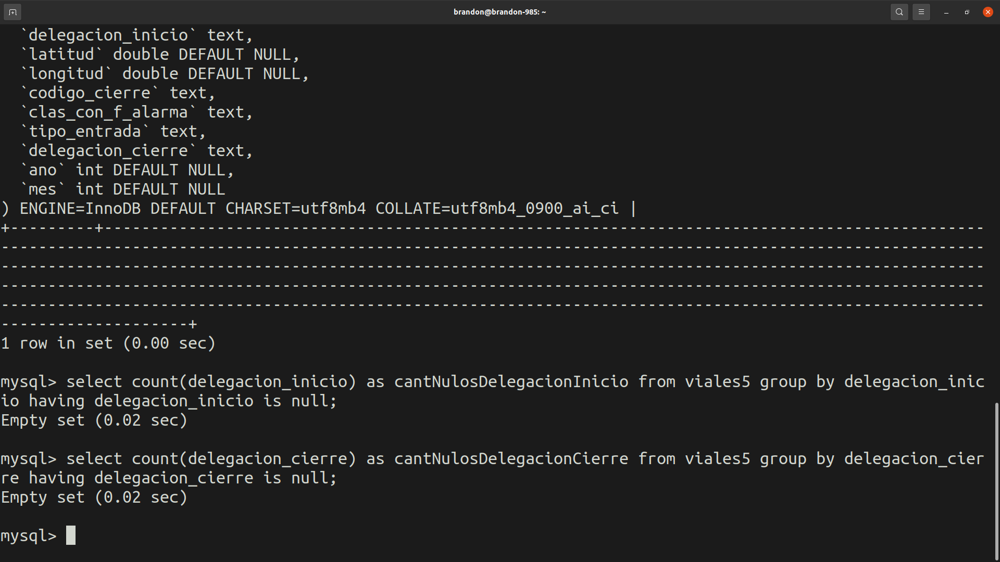 brandon@brandon-985: ~
`delegacion_inicio` text,
`latitud` double DEFAULT NULL,
`longitud` double DEFAULT NULL,
`codigo_cierre` text,
`clas_con_f_alarma` text,
`tipo_entrada` text,
`delegacion_cierre` text,
`ano` int DEFAULT NULL,
`mes` int DEFAULT NULL
) ENGINE=InnoDB DEFAULT CHARSET=utf8mb4 COLLATE=utf8mb4_0900_ai_ci |
+---------+----------------------------------------------------------------------------------------------
---------------------------------------------------------------------------------------------------------
---------------------------------------------------------------------------------------------------------
---------------------------------------------------------------------------------------------------------
---------------------------------------------------------------------------------------------------------
--------------------+
1 row in set (0.00 sec)
mysql> select count(delegacion_inicio) as cantNulosDelegacionInicio from viales5 group by delegacion_inic
io having delegacion_inicio is null;
Empty set (0.02 sec)
mysql> select count(delegacion_cierre) as cantNulosDelegacionCierre from viales5 group by delegacion_cier
re having delegacion_cierre is null;
Empty set (0.02 sec)
mysql>